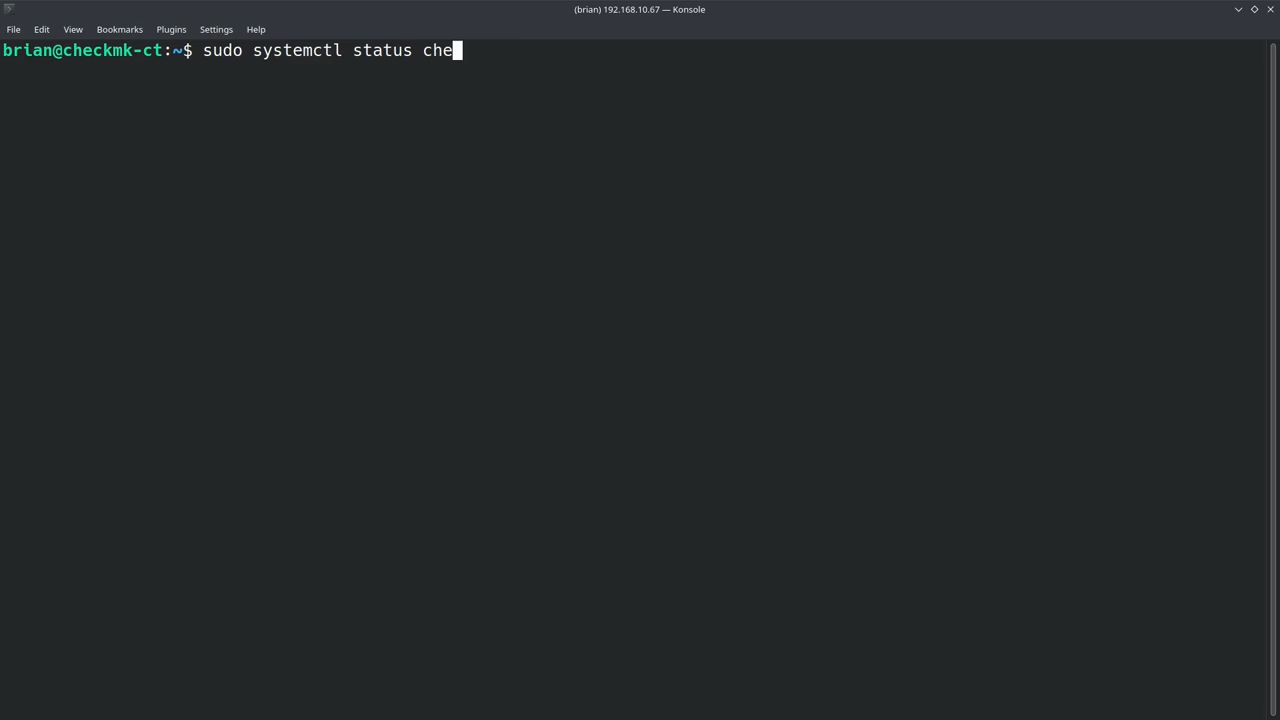 (brian) 192.168.10.67 — Konsole
File Edit View Bookmarks Plugins Settings Help
brian@checkmk-ct:~$ sudo systemctl status che